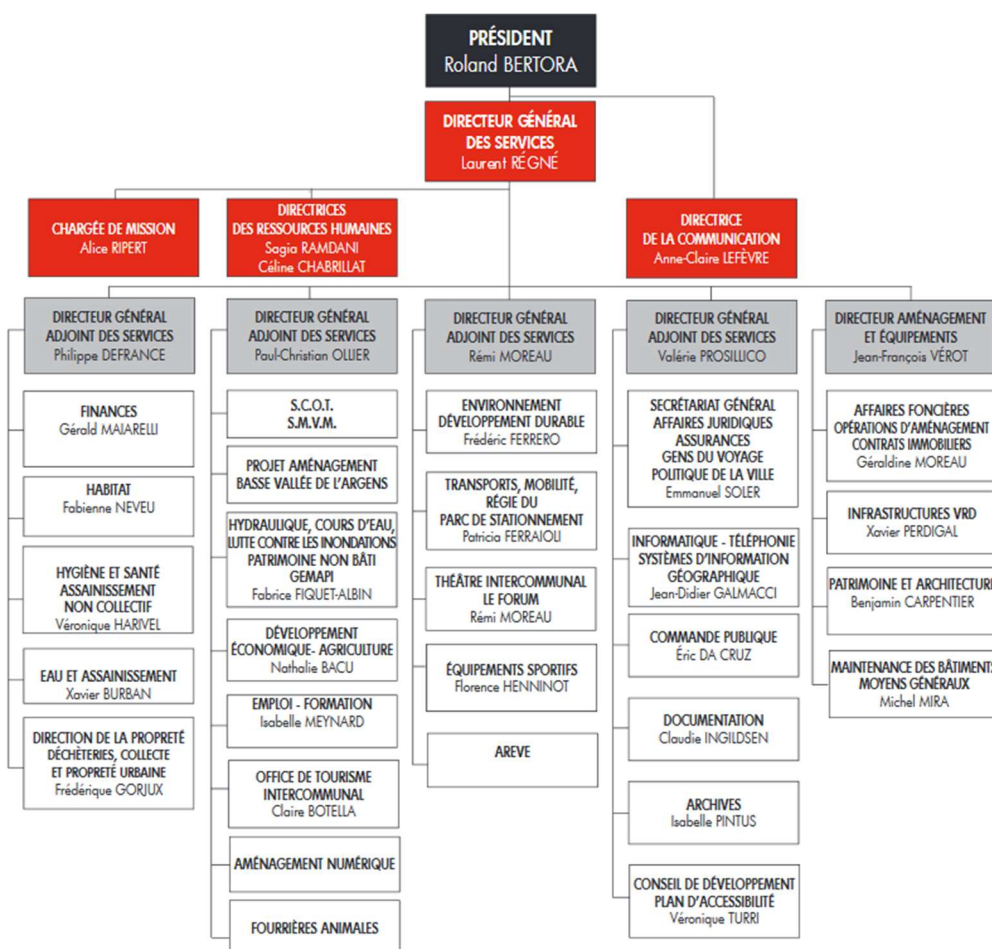 PRÉSIDENT
Roland BERTORA
DIRECTEUR GÉNÉRAL
DES SERVICES
Laurent RÉGNÉ
CHARGÉE DE MISSION
Alice RIPERT
DIRECTRICES
DES RESSOURCES HUMAINES
Sagia RAMDANI
Céline CHABRILLAT
DIRECTRICE
DE LA COMMUNICATION
Anne-Claire LEFÈVRE
DIRECTEUR GÉNÉRAL
ADJOINT DES SERVICES
Philippe DEFRANCE
FINANCES
Gérald MAIARELLI
HABITAT
Fabienne NEVEU
HYGIÈNE ET SANTÉ
ASSAINISSEMENT
NON COLLECTIF
Véronique HARIVEL
EAU ET ASSAINISSEMENT
Xavier BURBAN
DIRECTION DE LA PROPRETÉ
DÉCHÈTERIES, COLLECTE
ET PROPRETÉ URBAINE
Frédérique GORJUX
DIRECTEUR GÉNÉRAL
ADJOINT DES SERVICES
Paul-Christian OLLIER
S.C.O.T.
S.M.V.M.
PROJET AMÉNAGEMENT
BASSE VALLÉE DE L'ARGENS
HYDRAULIQUE, COURS D'EAU,
LUTTE CONTRE LES INONDATIONS
PATRIMOINE NON BÂTI
GEMAPI
Fabrice FIQUET-ALBIN
DÉVELOPPEMENT
ÉCONOMIQUE- AGRICULTURE
Nathalie BACU
EMPLOI - FORMATION
Isabelle MEYNARD
OFFICE DE TOURISME
INTERCOMMUNAL
Claire BOTELLA
AMÉNAGEMENT NUMÉRIQUE
FOURRIÈRES ANIMALES
DIRECTEUR GÉNÉRAL
ADJOINT DES SERVICES
Rémi MOREAU
ENVIRONNEMENT
DÉVELOPPEMENT DURABLE
Frédéric FERRERO
TRANSPORTS, MOBILITÉ,
RÉGIE DU
PARC DE STATIONNEMENT
Patricia FERRAIOLI
THÉÂTRE INTERCOMMUNAL
LE FORUM
Rémi MOREAU
ÉQUIPEMENTS SPORTIFS
Florence HENNINOT
AREVE
DIRECTEUR GÉNÉRAL
ADJOINT DES SERVICES
Valérie PROSILLICO
SECRÉTARIAT GÉNÉRAL
AFFAIRES JURIDIQUES
ASSURANCES
GENS DU VOYAGE
POLITIQUE DE LA VILLE
Emmanuel SOLER
INFORMATIQUE - TÉLÉPHONIE
SYSTÈMES D'INFORMATION
GÉOGRAPHIQUE
Jean-Didier GALMACCI
COMMANDE PUBLIQUE
Éric DA CRUZ
DOCUMENTATION
Claudie INGILDSEN
ARCHIVES
Isabelle PINTUS
CONSEIL DE DÉVELOPPEMENT
PLAN D'ACCESSIBILITÉ
Véronique TURRI
DIRECTEUR AMÉNAGEMENT
ET ÉQUIPEMENTS
Jean-François VÉROT
AFFAIRES FONCIÈRES
OPÉRATIONS D'AMÉNAGEMENT
CONTRATS IMMOBILIERS
Géraldine MOREAU
INFRASTRUCTURES VRD
Xavier PERDIGAL
PATRIMOINE ET ARCHITECTURE
Benjamin CARPENTIER
MAINTENANCE DES BÂTIMENTS
MOYENS GÉNÉRAUX
Michel MIRA